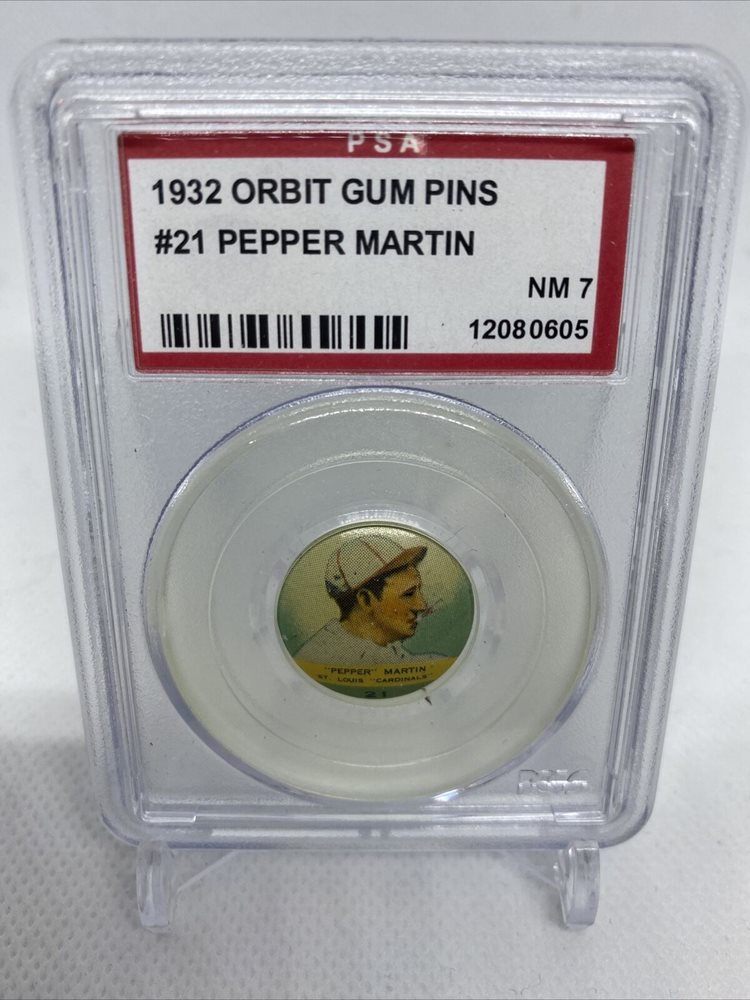 PSA
1932 ORBIT GUM PINS
#21 PEPPER MARTIN
NM 7
12080605
"PEPPER" MARTIN
ST. LOUIS "CARDINALS"
21